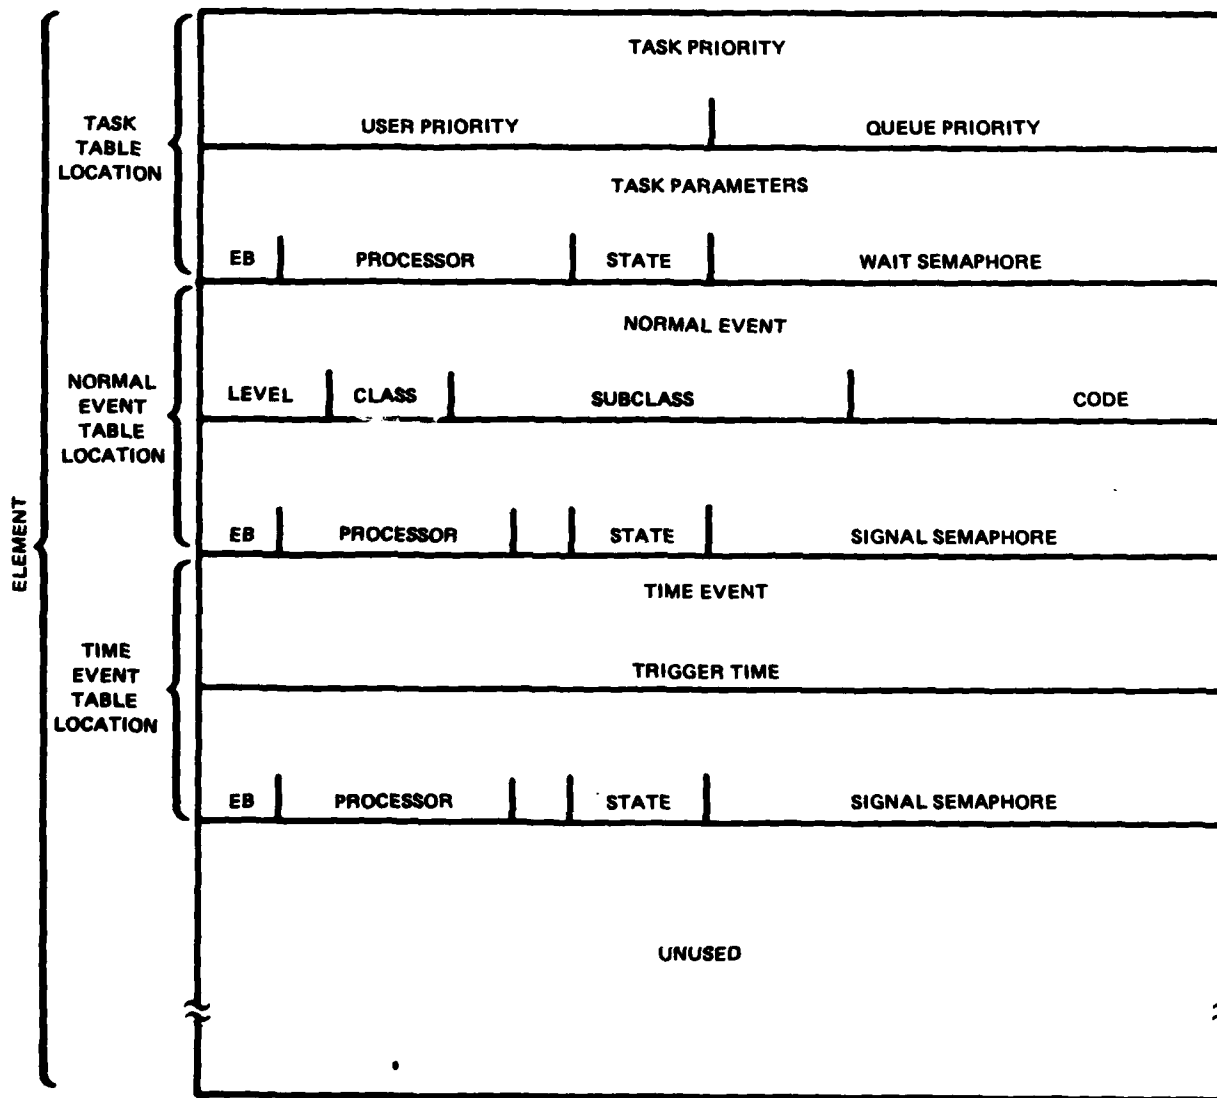 TASK PRIORITY
USER PRIORITY QUEUE PRIORITY
TASK
TABLE
LOCATION
TASK PARAMETERS
EB PROCESSOR STATE WAIT SEMAPHORE
NORMAL EVENT
NORMAL
EVENT
TABLE
LOCATION
LEVEL CLASS SUBCLASS CODE
EB PROCESSOR STATE SIGNAL SEMAPHORE
ELEMENT
TIME EVENT
TIME
EVENT
TABLE
LOCATION
TRIGGER TIME
EB PROCESSOR STATE SIGNAL SEMAPHORE
UNUSED